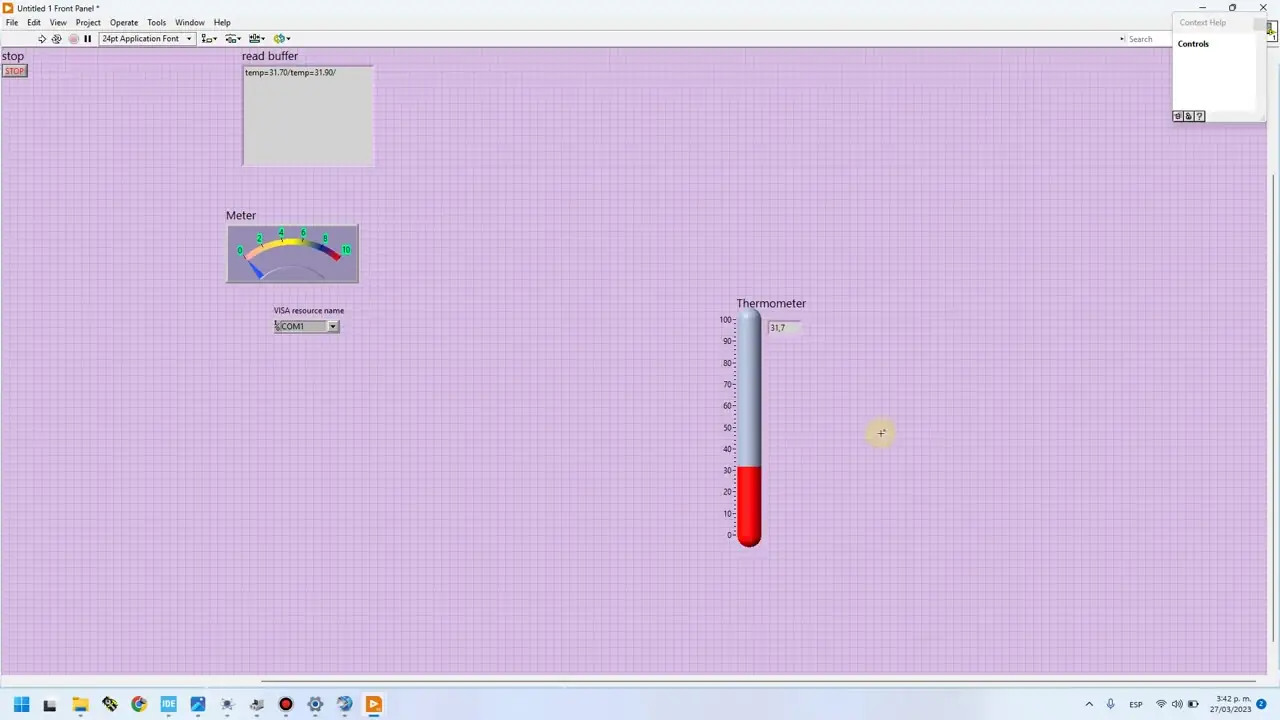 Untitled 1 Front Panel *
File Edit View Project Operate Tools Window Help
24pt Application Font
Search
Context Help
Controls
stop
STOP
read buffer
temp=31.70/temp=31.90/
Meter
0 2 4 6 8 10
VISA resource name
COM1
Thermometer
31,7
100
90
80
70
60
50
40
30
20
10
0
IDE
ESP
3:42 p. m.
27/03/2023
2